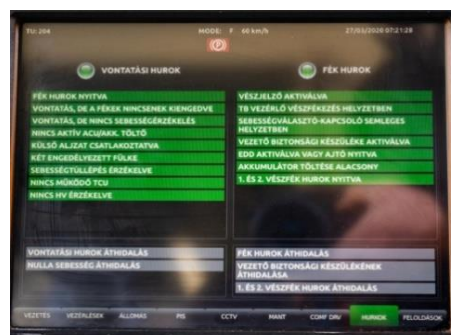 TU: 204 MODE: F 60 km/h 27/03/2020 07:21:28
VONTATÁSI HUROK
FÉK HUROK
FÉK HUROK NYITVA
VONTATÁS, DE A FÉKEK NINCSENEK KIENGEDVE
VONTATÁS, DE NINCS SEBESSÉGÉRZÉKELÉS
NINCS AKTÍV ACU/AKK. TÖLTŐ
KÜLSŐ ALJZAT CSATLAKOZTATVA
KÉT ENGEDÉLYEZETT FÜLKE
SEBESSÉGTÚLLÉPÉS ÉRZÉKELVE
NINCS MŰKÖDŐ TCU
NINCS HV ÉRZÉKELVE
VÉSZJELZŐ AKTIVÁLVA
TB VEZÉRLŐ VÉSZFÉKEZÉS HELYZETBEN
SEBESSÉGVÁLASZTÓ-KAPCSOLÓ SEMLEGES
HELYZETBEN
VEZETŐ BIZTONSÁGI KÉSZÜLÉKE AKTIVÁLVA
EDD AKTIVÁLVA VAGY AJTÓ NYITVA
AKKUMULÁTOR TÖLTÉSE ALACSONY
1. ÉS 2. VÉSZFÉK HUROK NYITVA
VONTATÁSI HUROK ÁTHIDALÁS
NULLA SEBESSÉG ÁTHIDALÁS
FÉK HUROK ÁTHIDALÁS
VEZETŐ BIZTONSÁGI KÉSZÜLÉKÉNEK
ÁTHIDALÁSA
1. ÉS 2. VÉSZFÉK HUROK ÁTHIDALÁS
VEZETÉS VEZÉRLÉSEK ÁLLOMÁS PIS CCTV MANT COMF DRV HURKOK FELOLDÁSOK